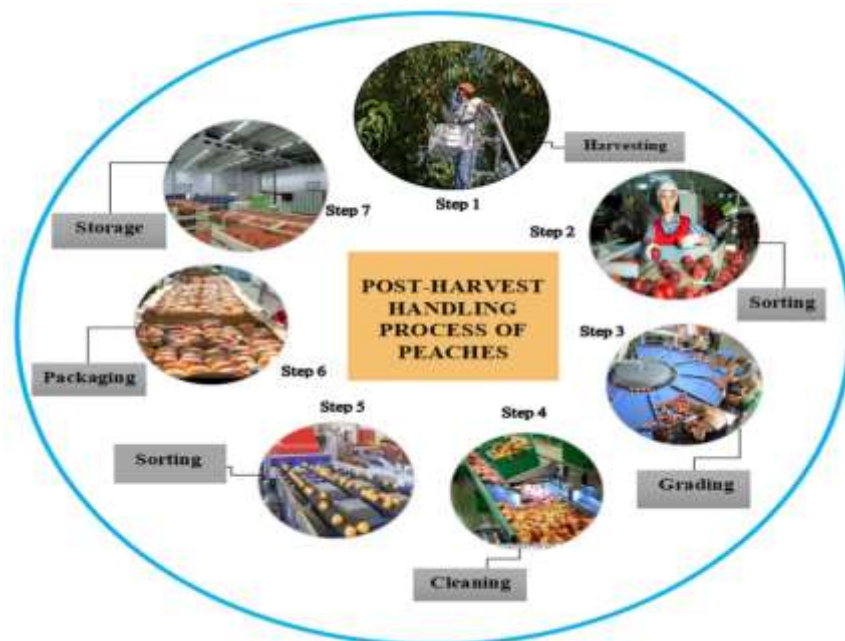 Harvesting
Step 1
Step 2
Sorting
Step 3
Grading
Step 4
Cleaning
Step 5
Sorting
Step 6
Packaging
Step 7
Storage
POST-HARVEST
HANDLING
PROCESS OF
PEACHES